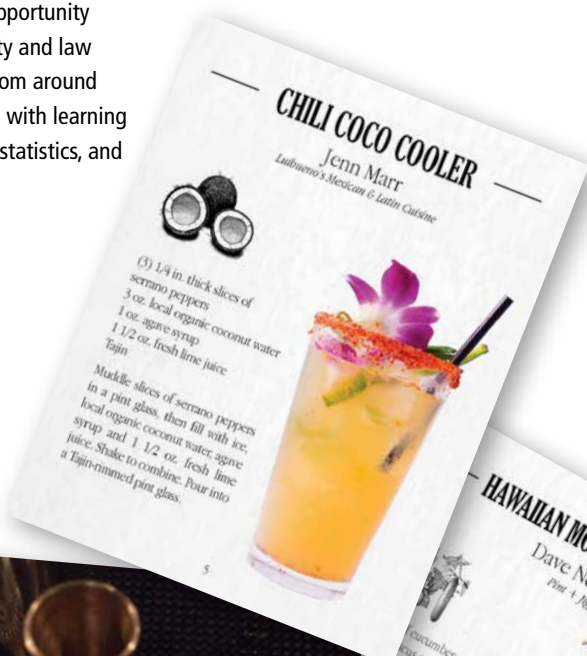 pportunity
ty and law
om around
with learning
statistics, and
CHILI COCO COOLER
Jenn Marr
Luibueno's Mexican & Latin Cuisine
(3) 1/4 in. thick slices of
serrano peppers
3 oz. local organic coconut water
1 oz. agave syrup
1 1/2 oz. fresh lime juice
Tajin
Muddle slices of serrano peppers
in a pint glass, then fill with ice,
local organic coconut water, agave
syrup and 1 1/2 oz. fresh lime
juice. Shake to combine. Pour into
a Tajin-rimmed pint glass.
5
HAWAIIAN MO
Dave N
Pint + J
cucumber